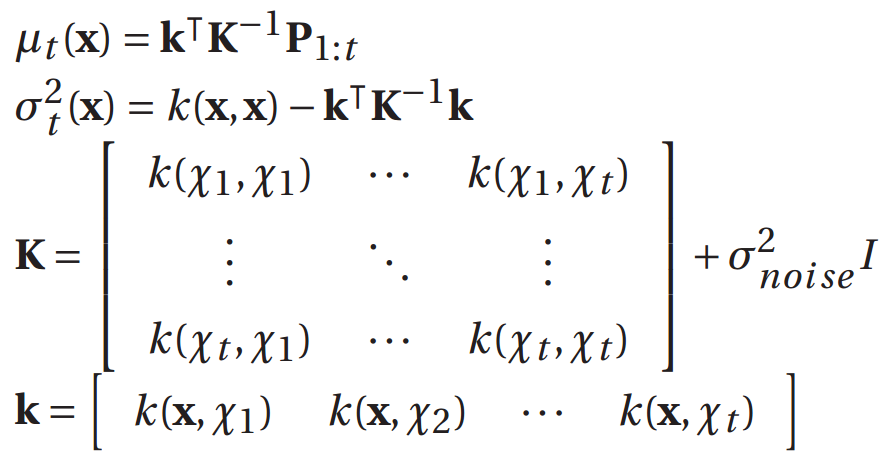 μ_t(𝐱) = 𝐤^⊤𝐊^{−1}𝐏_{1:t}
σ_t^2(𝐱) = k(𝐱,𝐱) − 𝐤^⊤𝐊^{−1}𝐤
𝐊 = [ k(χ_1,χ_1) ⋯ k(χ_1,χ_t)
⋮ ⋱ ⋮
k(χ_t,χ_1) ⋯ k(χ_t,χ_t) ] + σ_{noise}^2 I
𝐤 = [ k(𝐱,χ_1) k(𝐱,χ_2) ⋯ k(𝐱,χ_t) ]